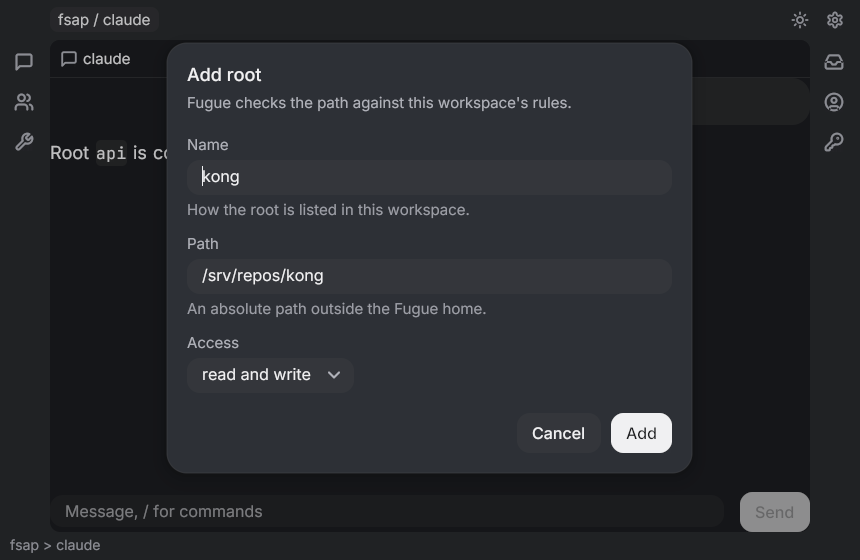 fsap / claude
claude
Root api is co
Add root
Fugue checks the path against this workspace's rules.
Name
kong
How the root is listed in this workspace.
Path
/srv/repos/kong
An absolute path outside the Fugue home.
Access
read and write
Cancel
Add
Message, / for commands
Send
fsap > claude